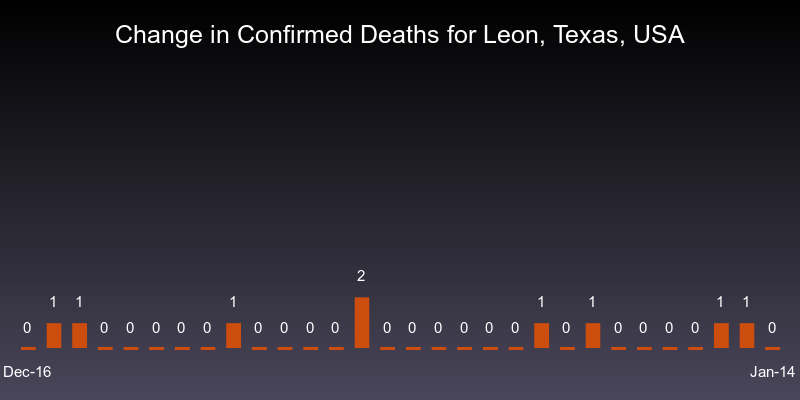 Change in Confirmed Deaths for Leon, Texas, USA
2
1 1 1 1 1 1 1
0 0 0 0 0 0 0 0 0 0 0 0 0 0 0 0 0 0 0 0 0 0
Dec-16 Jan-14